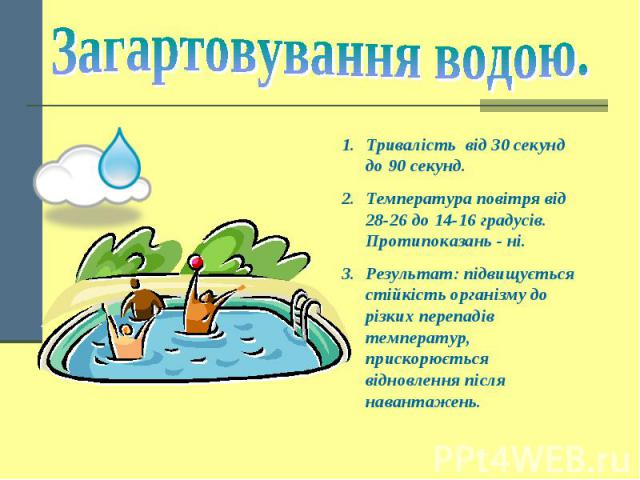 Загартовування водою.
1. Тривалість від 30 секунд
до 90 секунд.
2. Температура повітря від
28-26 до 14-16 градусів.
Протипоказань - ні.
3. Результат: підвищується
стійкість організму до
різких перепадів
температур,
прискорюється
відновлення після
навантажень.
PPt4WEB.ru